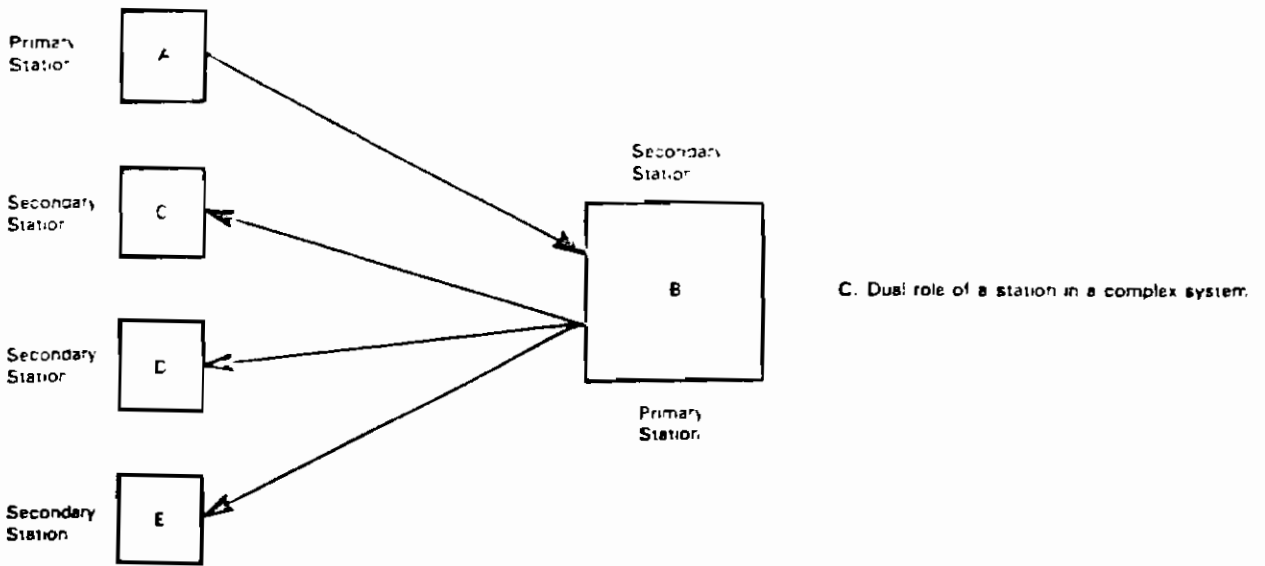 Primary
Station
A
Secondary
Station
C
Secondary
Station
D
Secondary
Station
E
Secondary
Station
B
Primary
Station
C. Dual role of a station in a complex system.